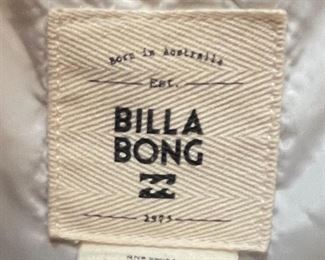 Born in Australia
Est.
BILLA
BONG
1973